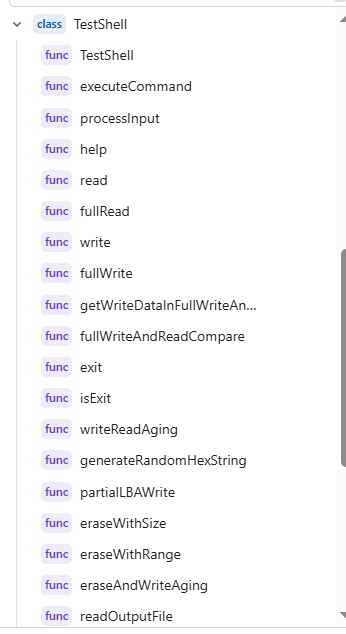 class TestShell
func TestShell
func executeCommand
func processInput
func help
func read
func fullRead
func write
func fullWrite
func getWriteDataInFullWriteAn...
func fullWriteAndReadCompare
func exit
func isExit
func writeReadAging
func generateRandomHexString
func partialLBAWrite
func eraseWithSize
func eraseWithRange
func eraseAndWriteAging
func readOutputFile